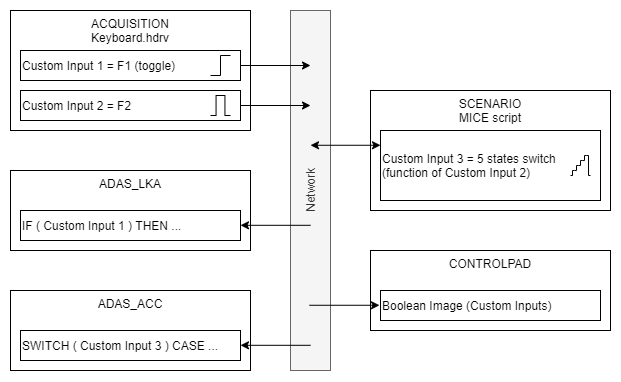 ACQUISITION
Keyboard.hdrv
Custom Input 1 = F1 (toggle)
Custom Input 2 = F2
ADAS_LKA
IF ( Custom Input 1 ) THEN ...
ADAS_ACC
SWITCH ( Custom Input 3 ) CASE ...
Network
SCENARIO
MICE script
Custom Input 3 = 5 states switch
(function of Custom Input 2)
CONTROLPAD
Boolean Image (Custom Inputs)